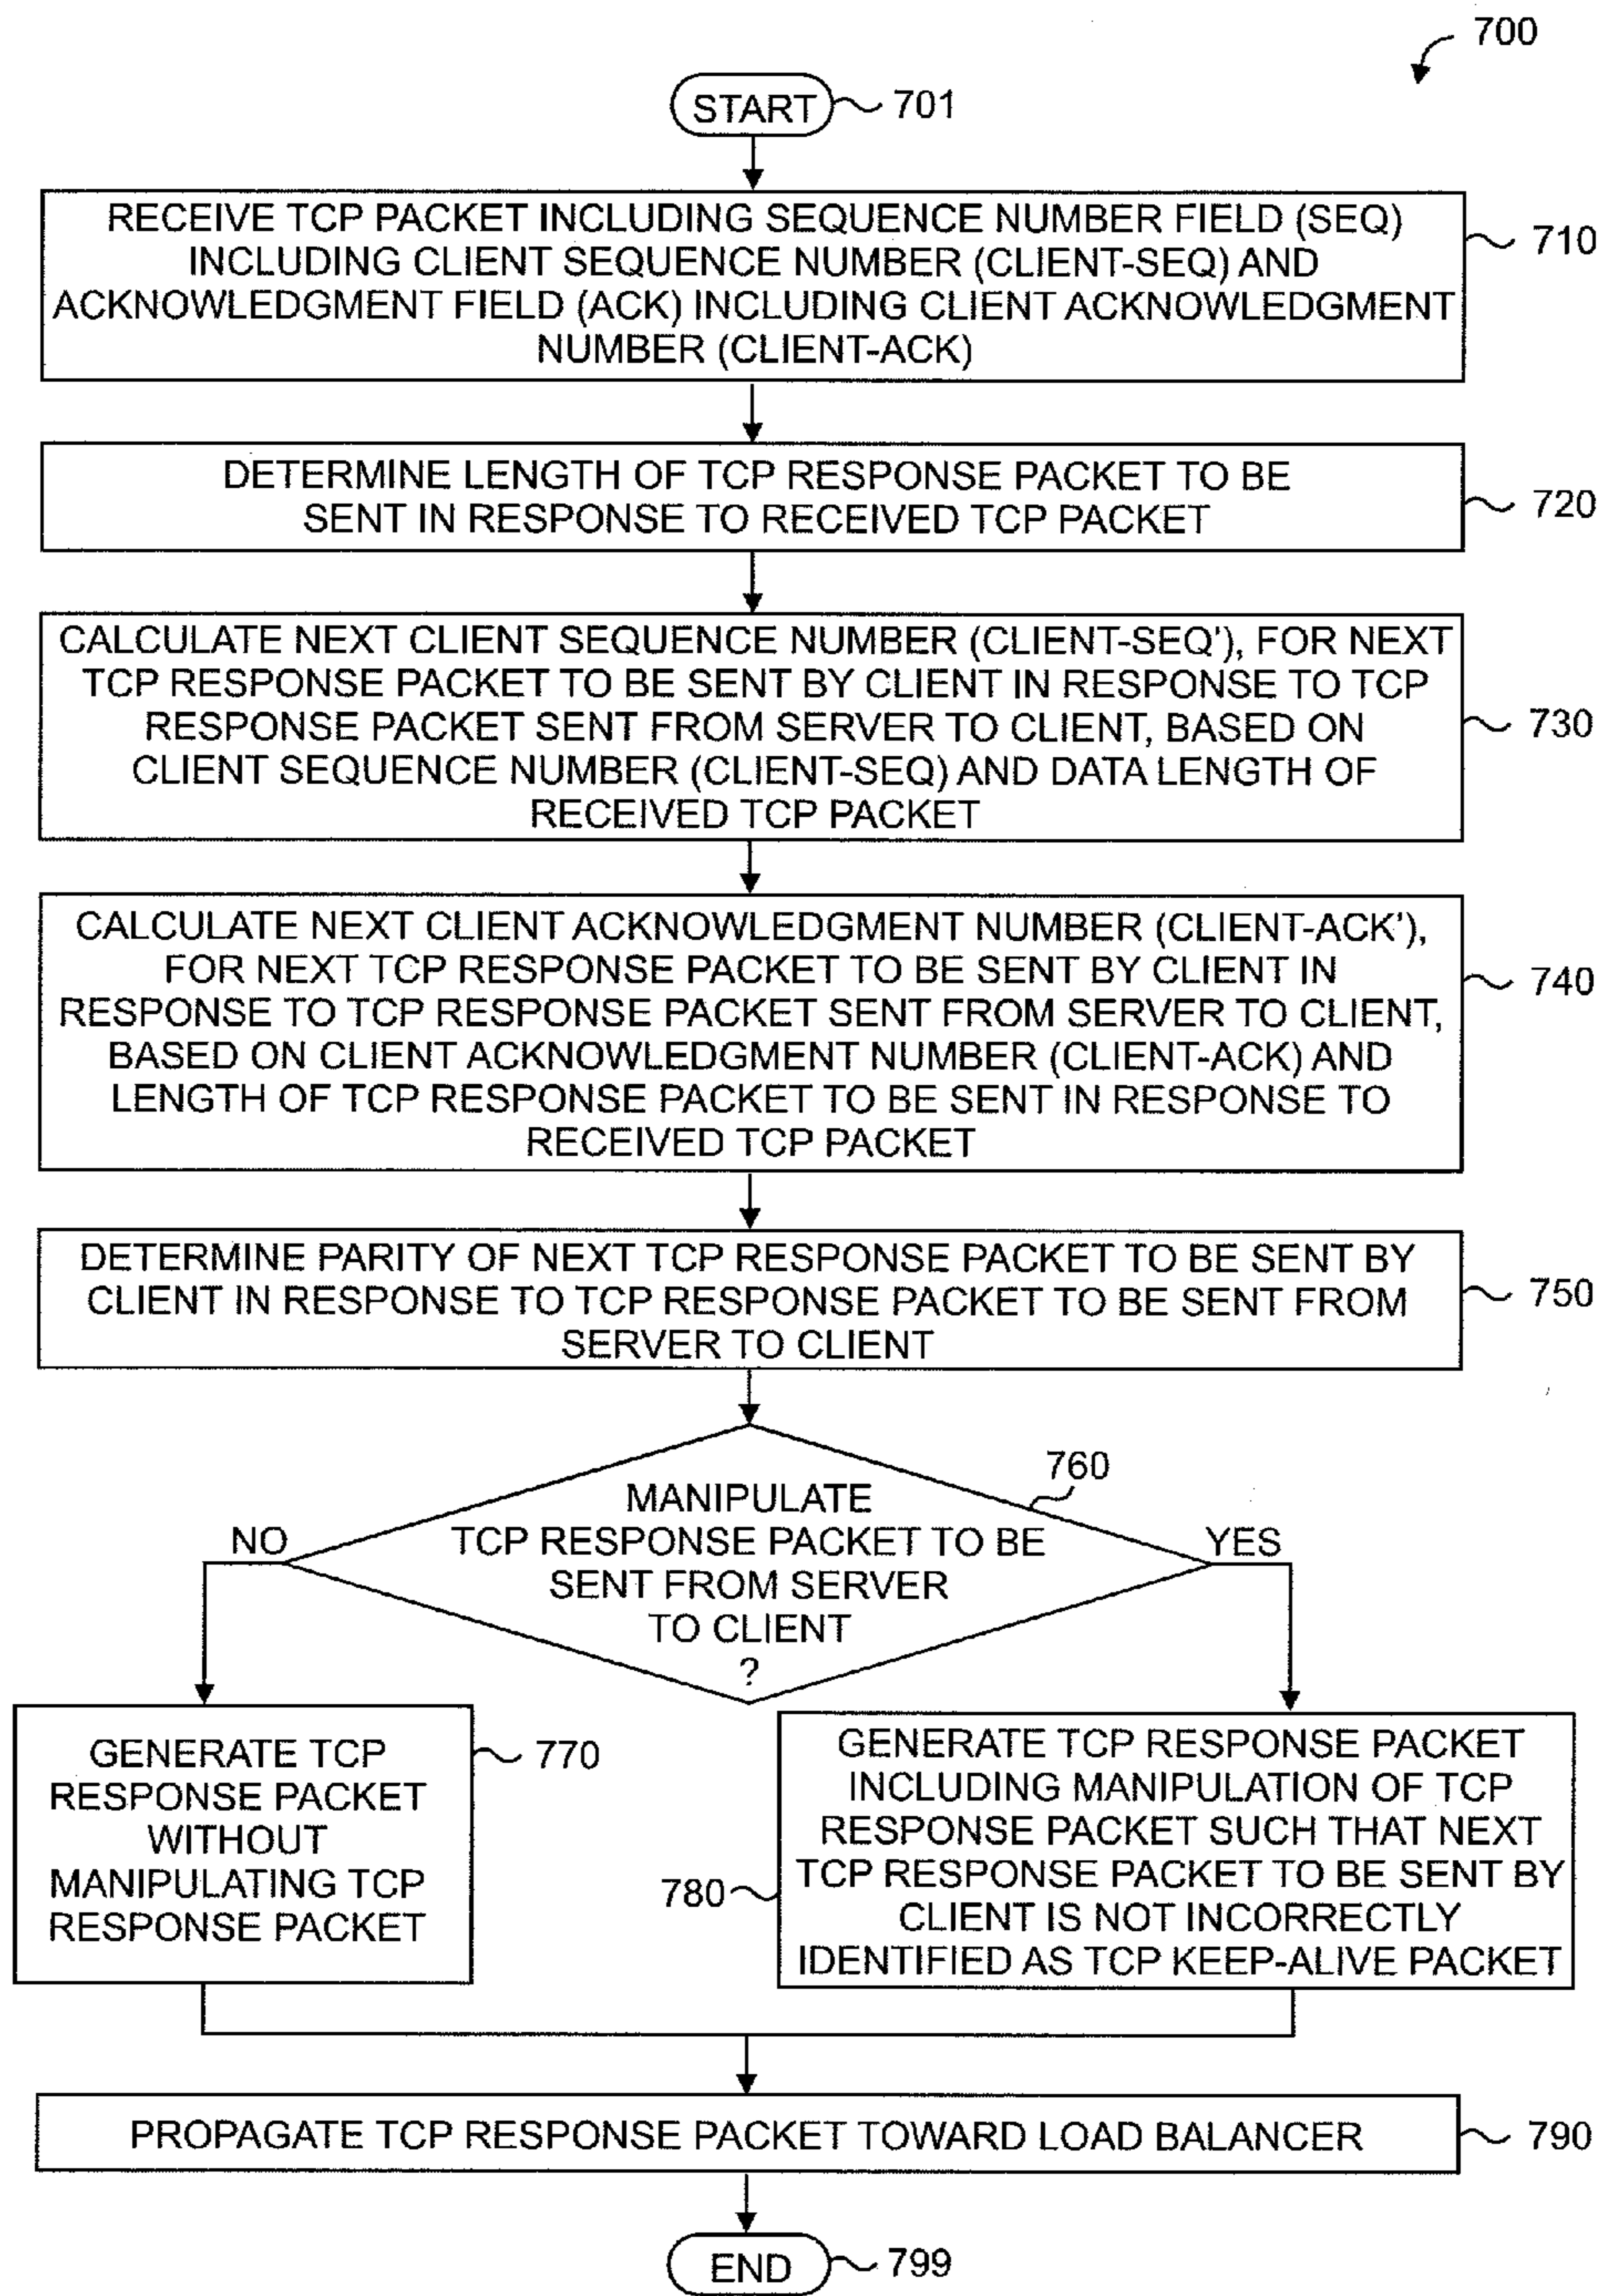 700
START
701
RECEIVE TCP PACKET INCLUDING SEQUENCE NUMBER FIELD (SEQ)
INCLUDING CLIENT SEQUENCE NUMBER (CLIENT-SEQ) AND
ACKNOWLEDGMENT FIELD (ACK) INCLUDING CLIENT ACKNOWLEDGMENT
NUMBER (CLIENT-ACK)
710
DETERMINE LENGTH OF TCP RESPONSE PACKET TO BE
SENT IN RESPONSE TO RECEIVED TCP PACKET
720
CALCULATE NEXT CLIENT SEQUENCE NUMBER (CLIENT-SEQ'), FOR NEXT
TCP RESPONSE PACKET TO BE SENT BY CLIENT IN RESPONSE TO TCP
RESPONSE PACKET SENT FROM SERVER TO CLIENT, BASED ON
CLIENT SEQUENCE NUMBER (CLIENT-SEQ) AND DATA LENGTH OF
RECEIVED TCP PACKET
730
CALCULATE NEXT CLIENT ACKNOWLEDGMENT NUMBER (CLIENT-ACK'),
FOR NEXT TCP RESPONSE PACKET TO BE SENT BY CLIENT IN
RESPONSE TO TCP RESPONSE PACKET SENT FROM SERVER TO CLIENT,
BASED ON CLIENT ACKNOWLEDGMENT NUMBER (CLIENT-ACK) AND
LENGTH OF TCP RESPONSE PACKET TO BE SENT IN RESPONSE TO
RECEIVED TCP PACKET
740
DETERMINE PARITY OF NEXT TCP RESPONSE PACKET TO BE SENT BY
CLIENT IN RESPONSE TO TCP RESPONSE PACKET TO BE SENT FROM
SERVER TO CLIENT
750
760
MANIPULATE
TCP RESPONSE PACKET TO BE
SENT FROM SERVER
TO CLIENT
?
NO
YES
GENERATE TCP
RESPONSE PACKET
WITHOUT
MANIPULATING TCP
RESPONSE PACKET
770
GENERATE TCP RESPONSE PACKET
INCLUDING MANIPULATION OF TCP
RESPONSE PACKET SUCH THAT NEXT
TCP RESPONSE PACKET TO BE SENT BY
CLIENT IS NOT INCORRECTLY
IDENTIFIED AS TCP KEEP-ALIVE PACKET
780
PROPAGATE TCP RESPONSE PACKET TOWARD LOAD BALANCER
790
END
799